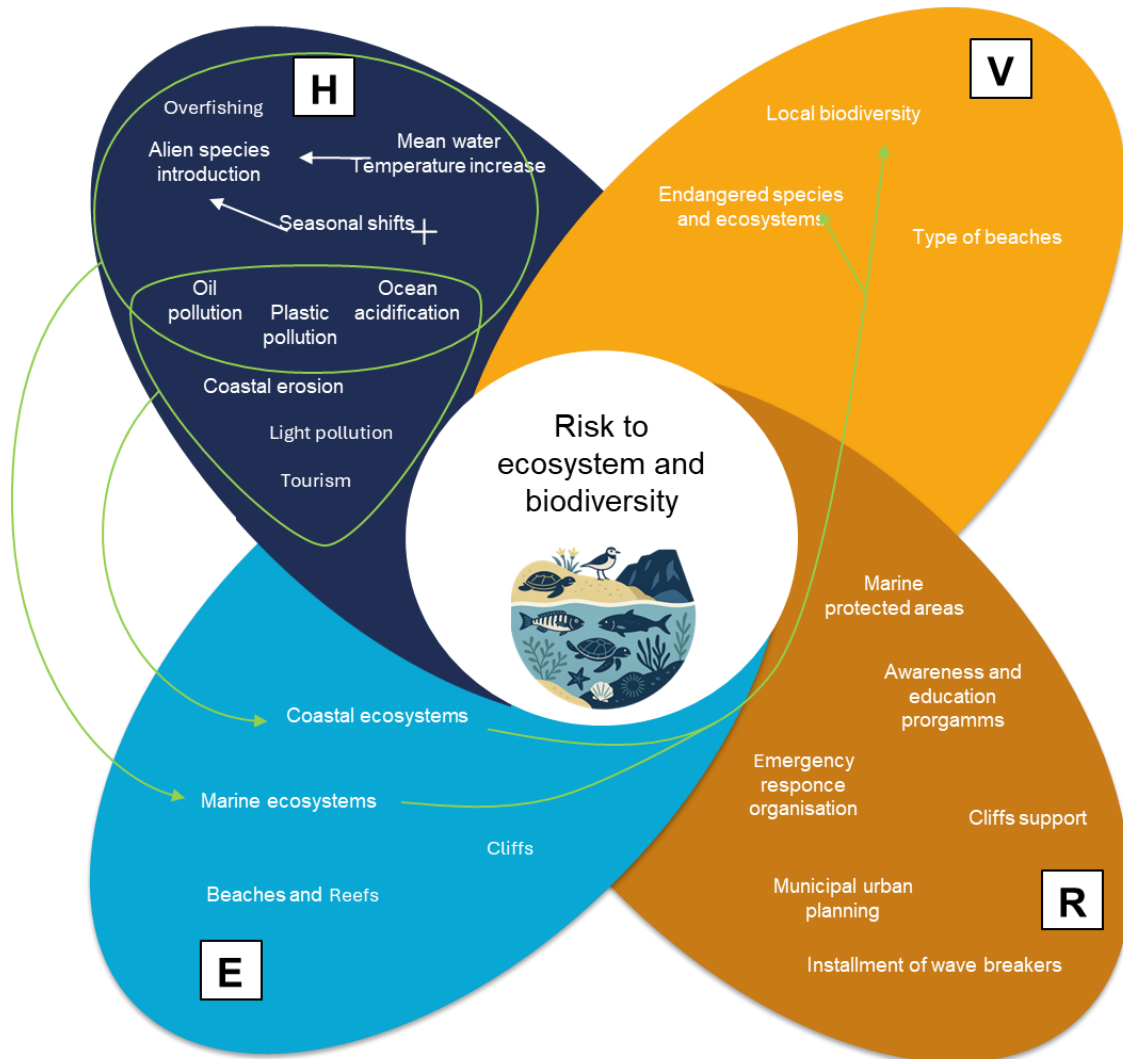 H
Overfishing
Alien species
introduction
Mean water
Temperature increase
Seasonal shifts
Oil
pollution
Plastic
pollution
Ocean
acidification
Coastal erosion
Light pollution
Tourism
V
Local biodiversity
Endangered species
and ecosystems
Type of beaches
Risk to
ecosystem and
biodiversity
Coastal ecosystems
Marine ecosystems
Cliffs
Beaches and Reefs
E
Marine
protected areas
Awareness and
education
prorgamms
Emergency
responce
organisation
Cliffs support
Municipal urban
planning
R
Installment of wave breakers